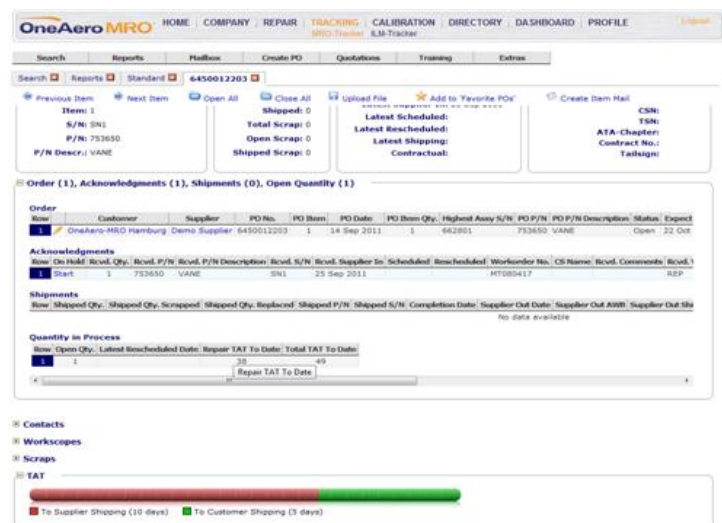 OneAero MRO HOME COMPANY REPAIR TRACKING CALIBRATION DIRECTORY DASHBOARD PROFILE Logout
MRO-Tracker ILM-Tracker
Search Reports Mailbox Create PO Quotations Training Extras
Search Reports Standard 6450012203
Previous Item Next Item Open All Close All Upload File Add to 'Favorite POs' Create Item Mail
Item: 1 Shipped: 0 CSN:
S/N: SN1 Total Scrap: 0 Latest Scheduled: TSN:
P/N: 753650 Open Scrap: 0 Latest Rescheduled: ATA-Chapter:
P/N Descr.: VANE Shipped Scrap: 0 Latest Shipping: Contract No.:
Contractual: Tailsign:
Order (1), Acknowledgments (1), Shipments (0), Open Quantity (1)
Order
Row Customer Supplier PO No. PO Item PO Date PO Item Qty. Highest Assy S/N PO P/N PO P/N Description Status Expect
1 OneAero-MRO Hamburg Demo Supplier 6450012203 1 14 Sep 2011 1 662801 753650 VANE Open 22 Oct
Acknowledgments
Row On Hold Rcvd. Qty. Rcvd. P/N Rcvd. P/N Description Rcvd. S/N Rcvd. Supplier In Scheduled Rescheduled Workorder No. CS Name Rcvd. Comments Rcvd.
1 Start 1 753650 VANE SN1 25 Sep 2011 MT080417 REP
Shipments
Row Shipped Qty. Shipped Qty. Scrapped Shipped Qty. Replaced Shipped P/N Shipped S/N Completion Date Supplier Out Date Supplier Out AWB Supplier Out Shi
No data available
Quantity in Process
Row Open Qty. Latest Rescheduled Date Repair TAT To Date Total TAT To Date
1 1 38 49
Repair TAT To Date
Contacts
Workscopes
Scraps
TAT
To Supplier Shipping (10 days) To Customer Shipping (5 days)